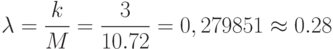 λ = k/M = 3/10.72 = 0,279851 ≈ 0.28